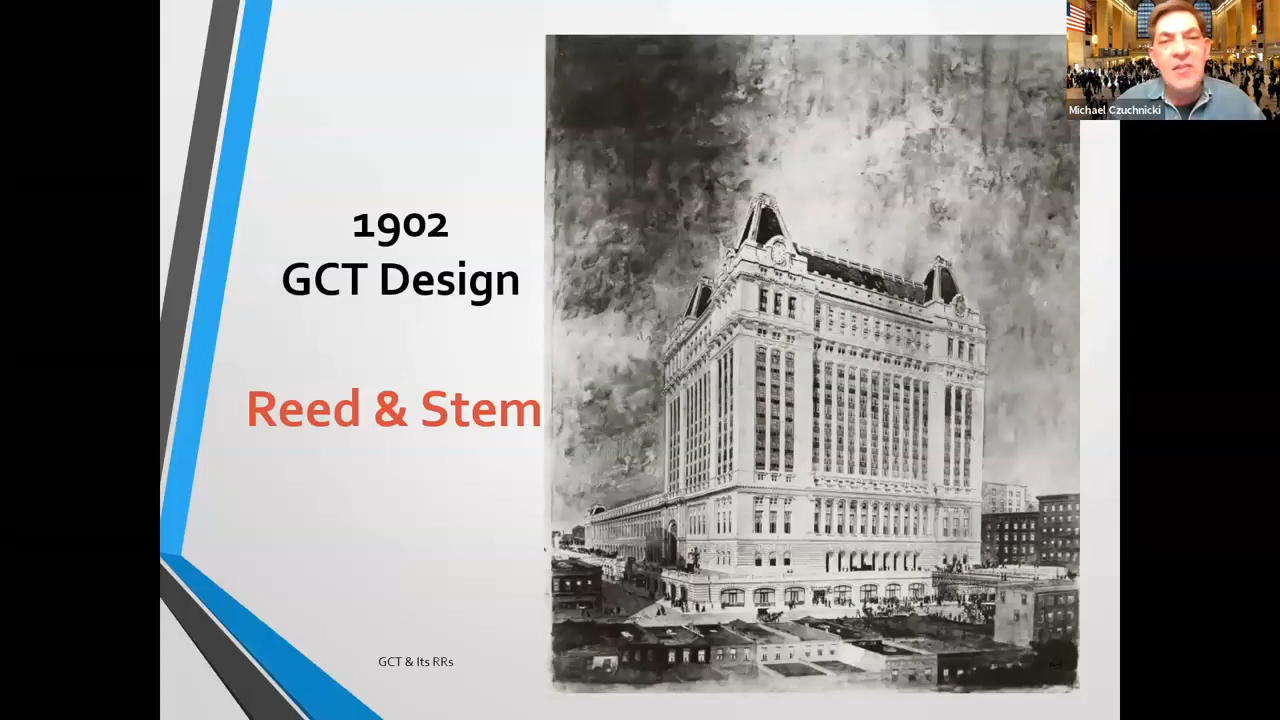 1902
GCT Design
Reed & Stem
GCT & Its RRs
Michael Czuchnicki